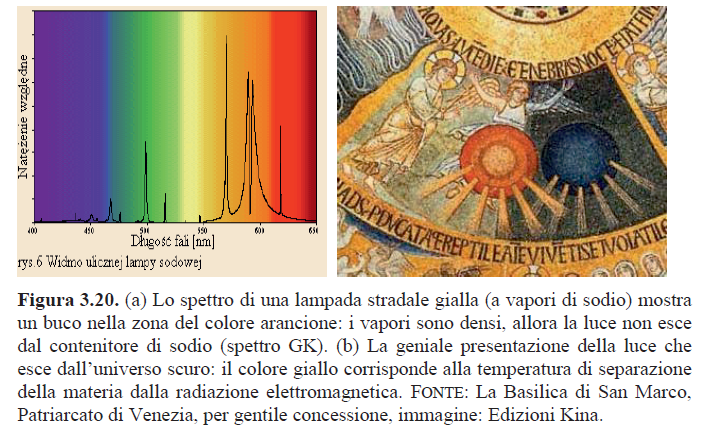 Natężenie względne
400 450 500 550 600 650
Długość fali [nm]
rys.6 Widmo ulicznej lampy sodowej
Figura 3.20. (a) Lo spettro di una lampada stradale gialla (a vapori di sodio) mostra
un buco nella zona del colore arancione: i vapori sono densi, allora la luce non esce
dal contenitore di sodio (spettro GK). (b) La geniale presentazione della luce che
esce dall’universo scuro: il colore giallo corrisponde alla temperatura di separazione
della materia dalla radiazione elettromagnetica. FONTE: La Basilica di San Marco,
Patriarcato di Venezia, per gentile concessione, immagine: Edizioni Kina.